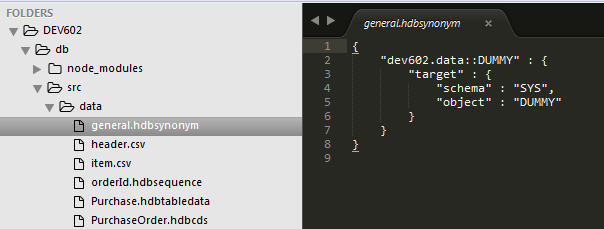 FOLDERS
DEV602
db
node_modules
src
data
general.hdbsynonym
header.csv
item.csv
orderId.hdbsequence
Purchase.hdbtabledata
PurchaseOrder.hdbcds
general.hdbsynonym ×
1 {
2 "dev602.data::DUMMY" : {
3 "target" : {
4 "schema" : "SYS",
5 "object" : "DUMMY"
6 }
7 }
8 }
9